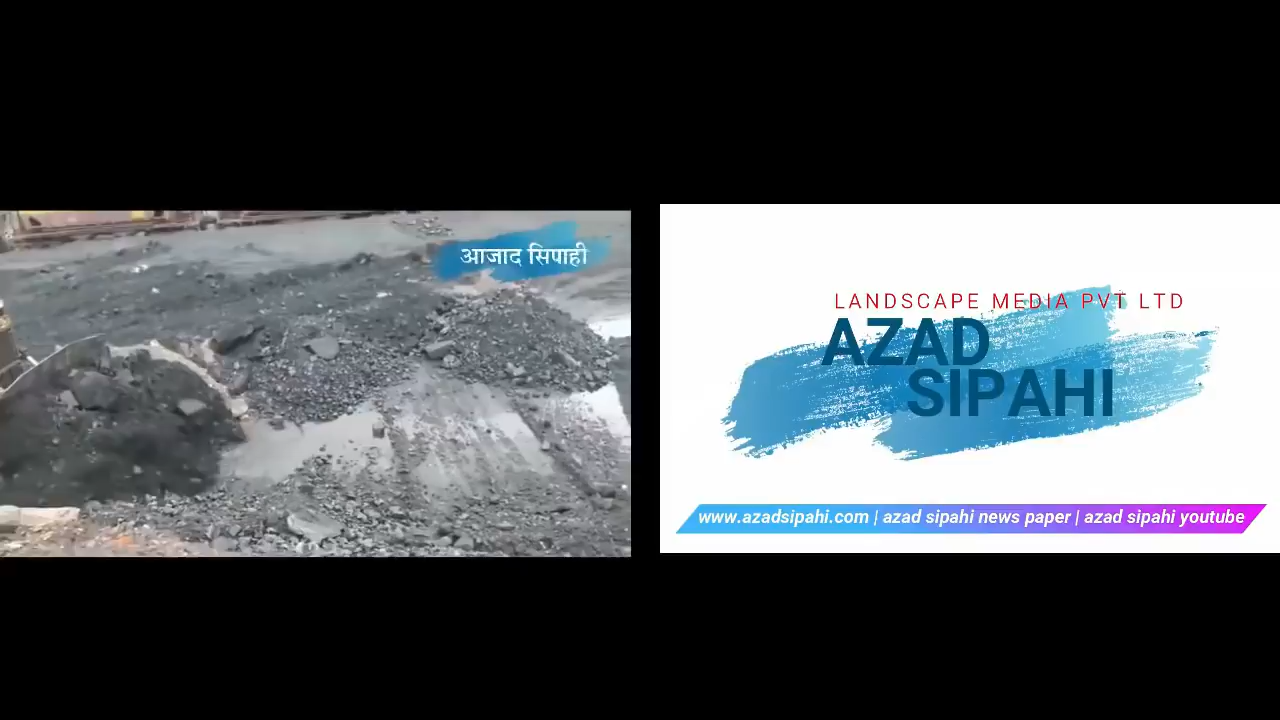 आजाद सिपाही
LANDSCAPE MEDIA PVT LTD
AZAD
SIPAHI
www.azadsipahi.com | azad sipahi news paper | azad sipahi youtube